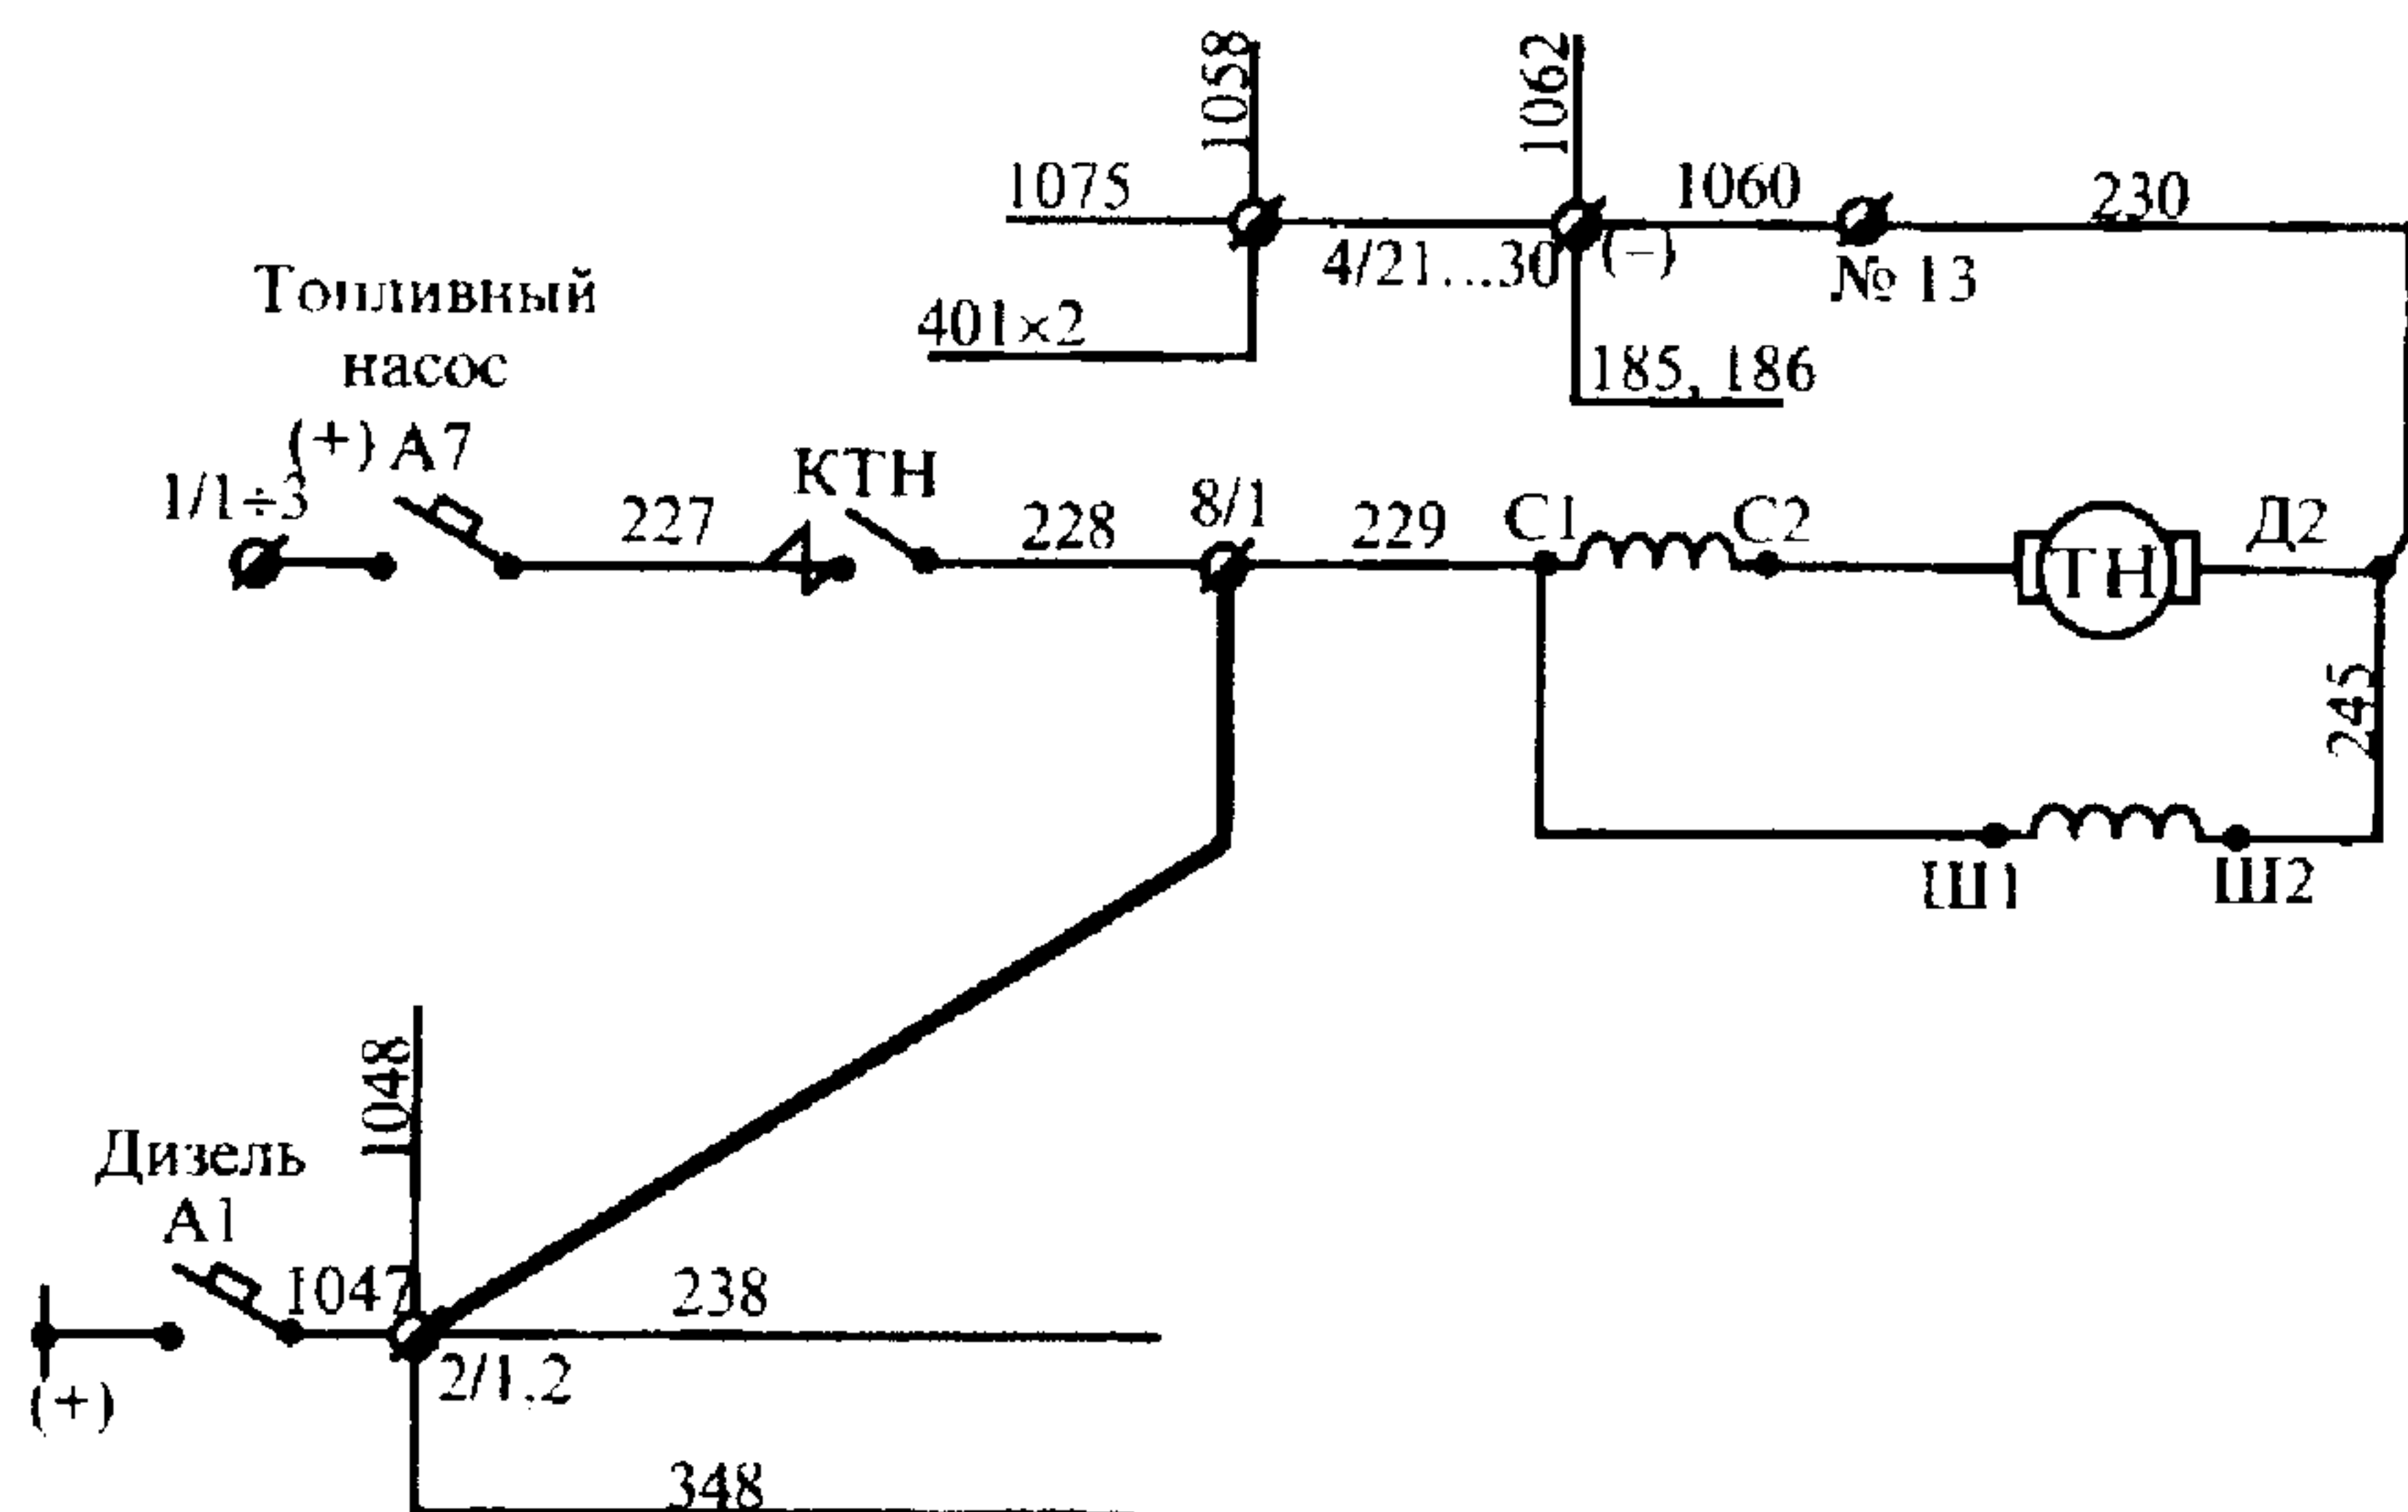 1058
1062
1075
1060
230
4/21...30
(−)
№ 13
401×2
185, 186
Топливный
насос
(+) А7
1/1÷3
227
КТН
228
8/1
229
С1
С2
ТН
Д2
245
Ш1
Ш2
1048
Дизель
А1
1047
238
2/1,2
(+)
348